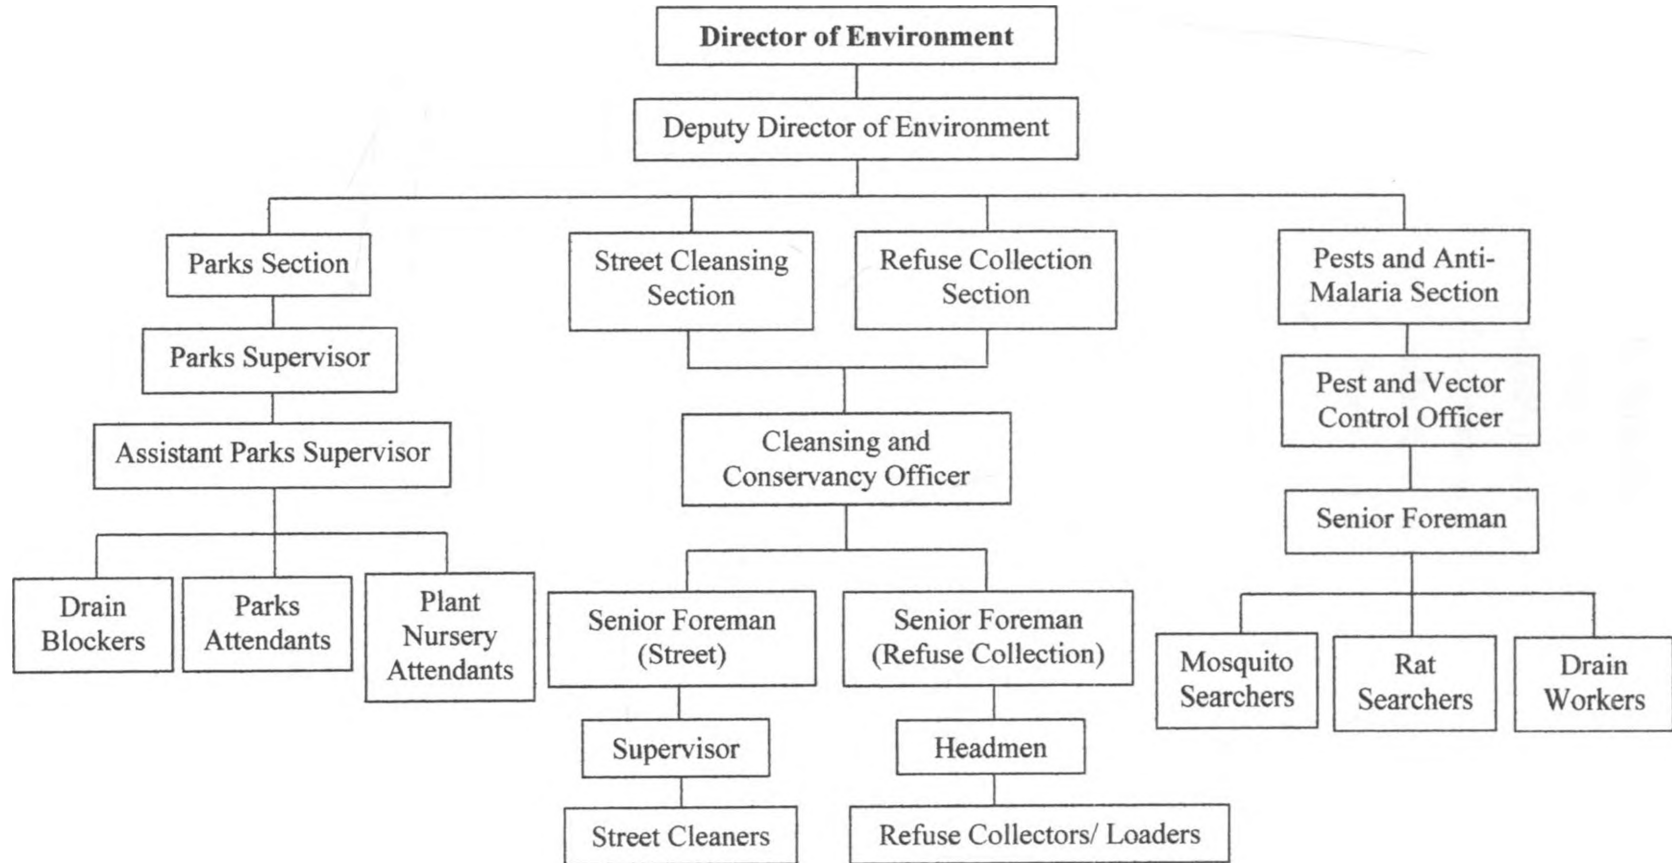 Director of Environment
Deputy Director of Environment
Parks Section
Street Cleansing
Section
Refuse Collection
Section
Pests and Anti-
Malaria Section
Parks Supervisor
Pest and Vector
Control Officer
Assistant Parks Supervisor
Cleansing and
Conservancy Officer
Senior Foreman
Drain
Blockers
Parks
Attendants
Plant
Nursery
Attendants
Senior Foreman
(Street)
Senior Foreman
(Refuse Collection)
Mosquito
Searchers
Rat
Searchers
Drain
Workers
Supervisor
Headmen
Street Cleaners
Refuse Collectors/ Loaders